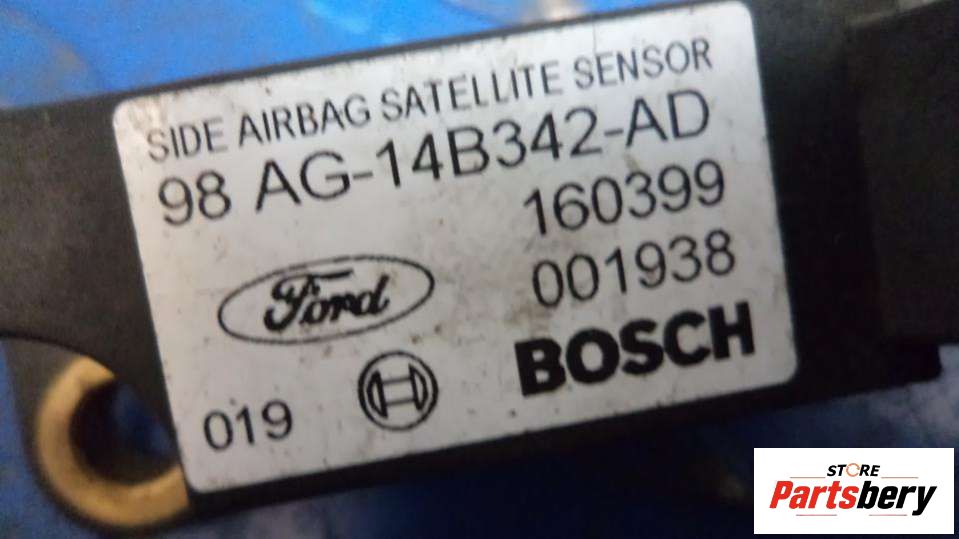 SIDE AIRBAG SATELLITE SENSOR
98 AG-14B342-AD
160399
001938
Ford
BOSCH
019
STORE
Partsbery